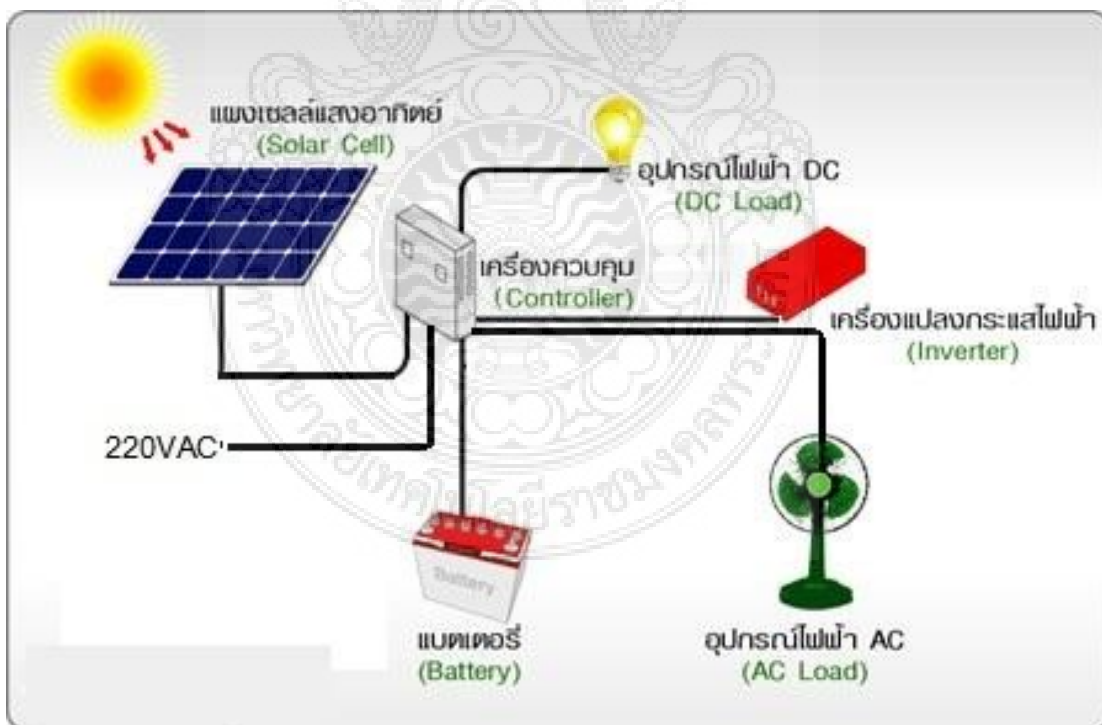 แผงเซลล์แสงอาทิตย์
(Solar Cell)
อุปกรณ์ไฟฟ้า DC
(DC Load)
เครื่องควบคุม
(Controller)
เครื่องแปลงกระแสไฟฟ้า
(Inverter)
220VAC
Battery
แบตเตอรี่
(Battery)
อุปกรณ์ไฟฟ้า AC
(AC Load)